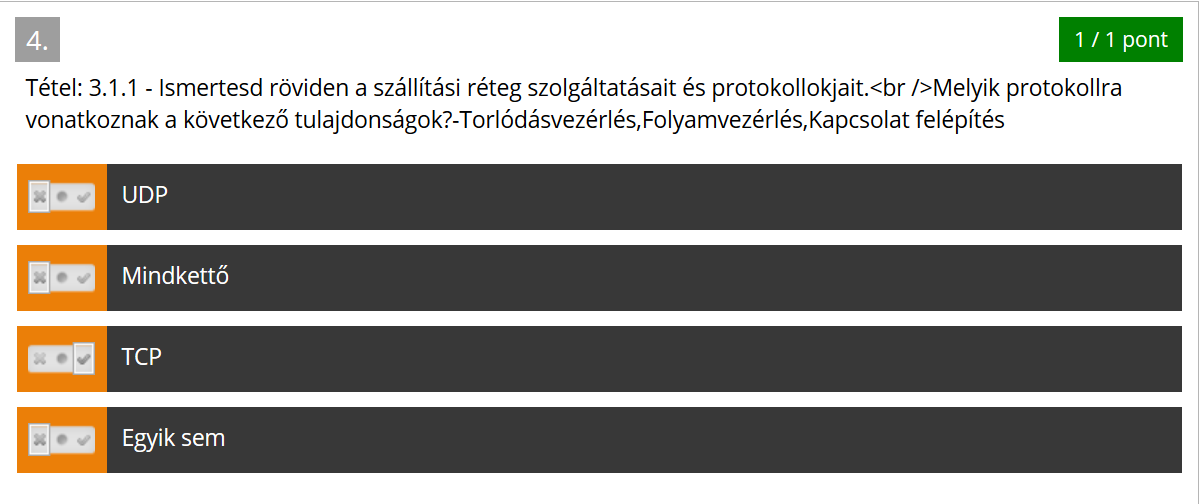 4.
1 / 1 pont
Tétel: 3.1.1 - Ismertesd röviden a szállítási réteg szolgáltatásait és protokollokjait.<br />Melyik protokollra
vonatkoznak a következő tulajdonságok?-Torlódásvezérlés,Folyamvezérlés,Kapcsolat felépítés
UDP
Mindkettő
TCP
Egyik sem